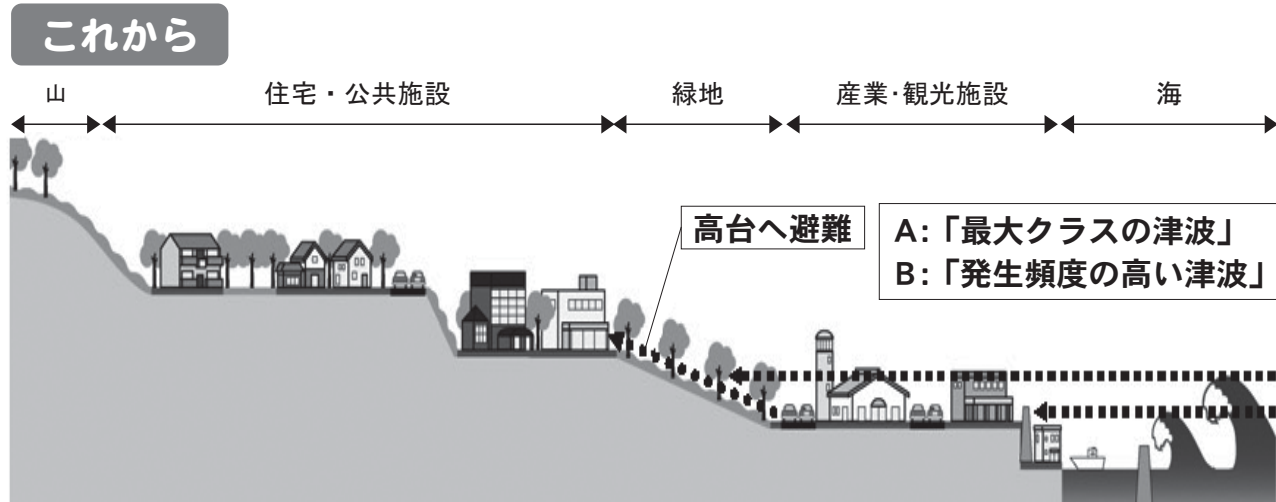 これから
山
住宅・公共施設
緑地
産業･観光施設
海
高台へ避難
A:「最大クラスの津波」
B:「発生頻度の高い津波」